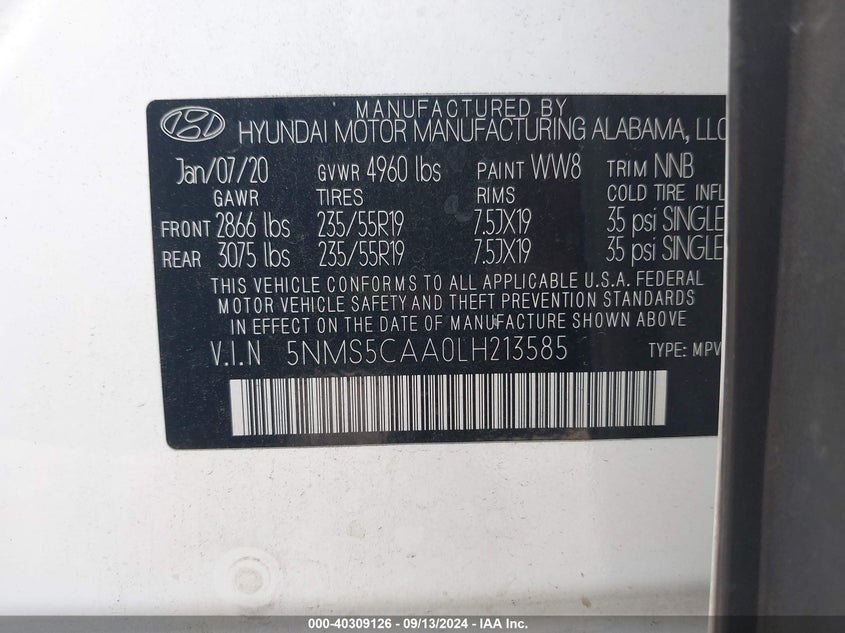 MANUFACTURED BY
HYUNDAI MOTOR MANUFACTURING ALABAMA, LLC
Jan/07/20 GVWR 4960 lbs PAINT WW8 TRIM NNB
GAWR TIRES RIMS COLD TIRE INFL
FRONT 2866 lbs 235/55R19 7.5JX19 35 psi SINGLE
REAR 3075 lbs 235/55R19 7.5JX19 35 psi SINGLE
THIS VEHICLE CONFORMS TO ALL APPLICABLE U.S.A. FEDERAL
MOTOR VEHICLE SAFETY AND THEFT PREVENTION STANDARDS
IN EFFECT ON THE DATE OF MANUFACTURE SHOWN ABOVE
V.I.N 5NMS5CAA0LH213585 TYPE: MPV
000-40309126 - 09/13/2024 - IAA Inc.